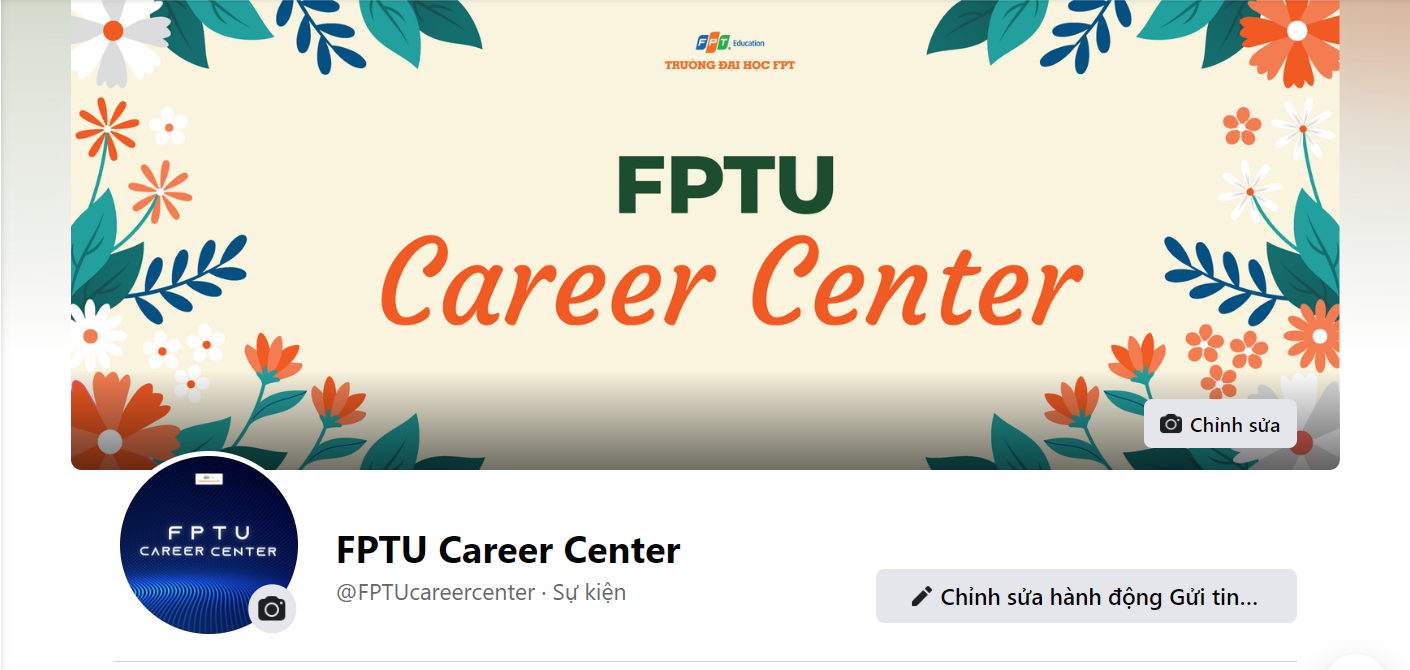 FPT Education
TRƯỜNG ĐẠI HỌC FPT
FPTU
Career Center
Chỉnh sửa
FPTU
CAREER CENTER
FPTU Career Center
@FPTUcareercenter · Sự kiện
Chỉnh sửa hành động Gửi tin...